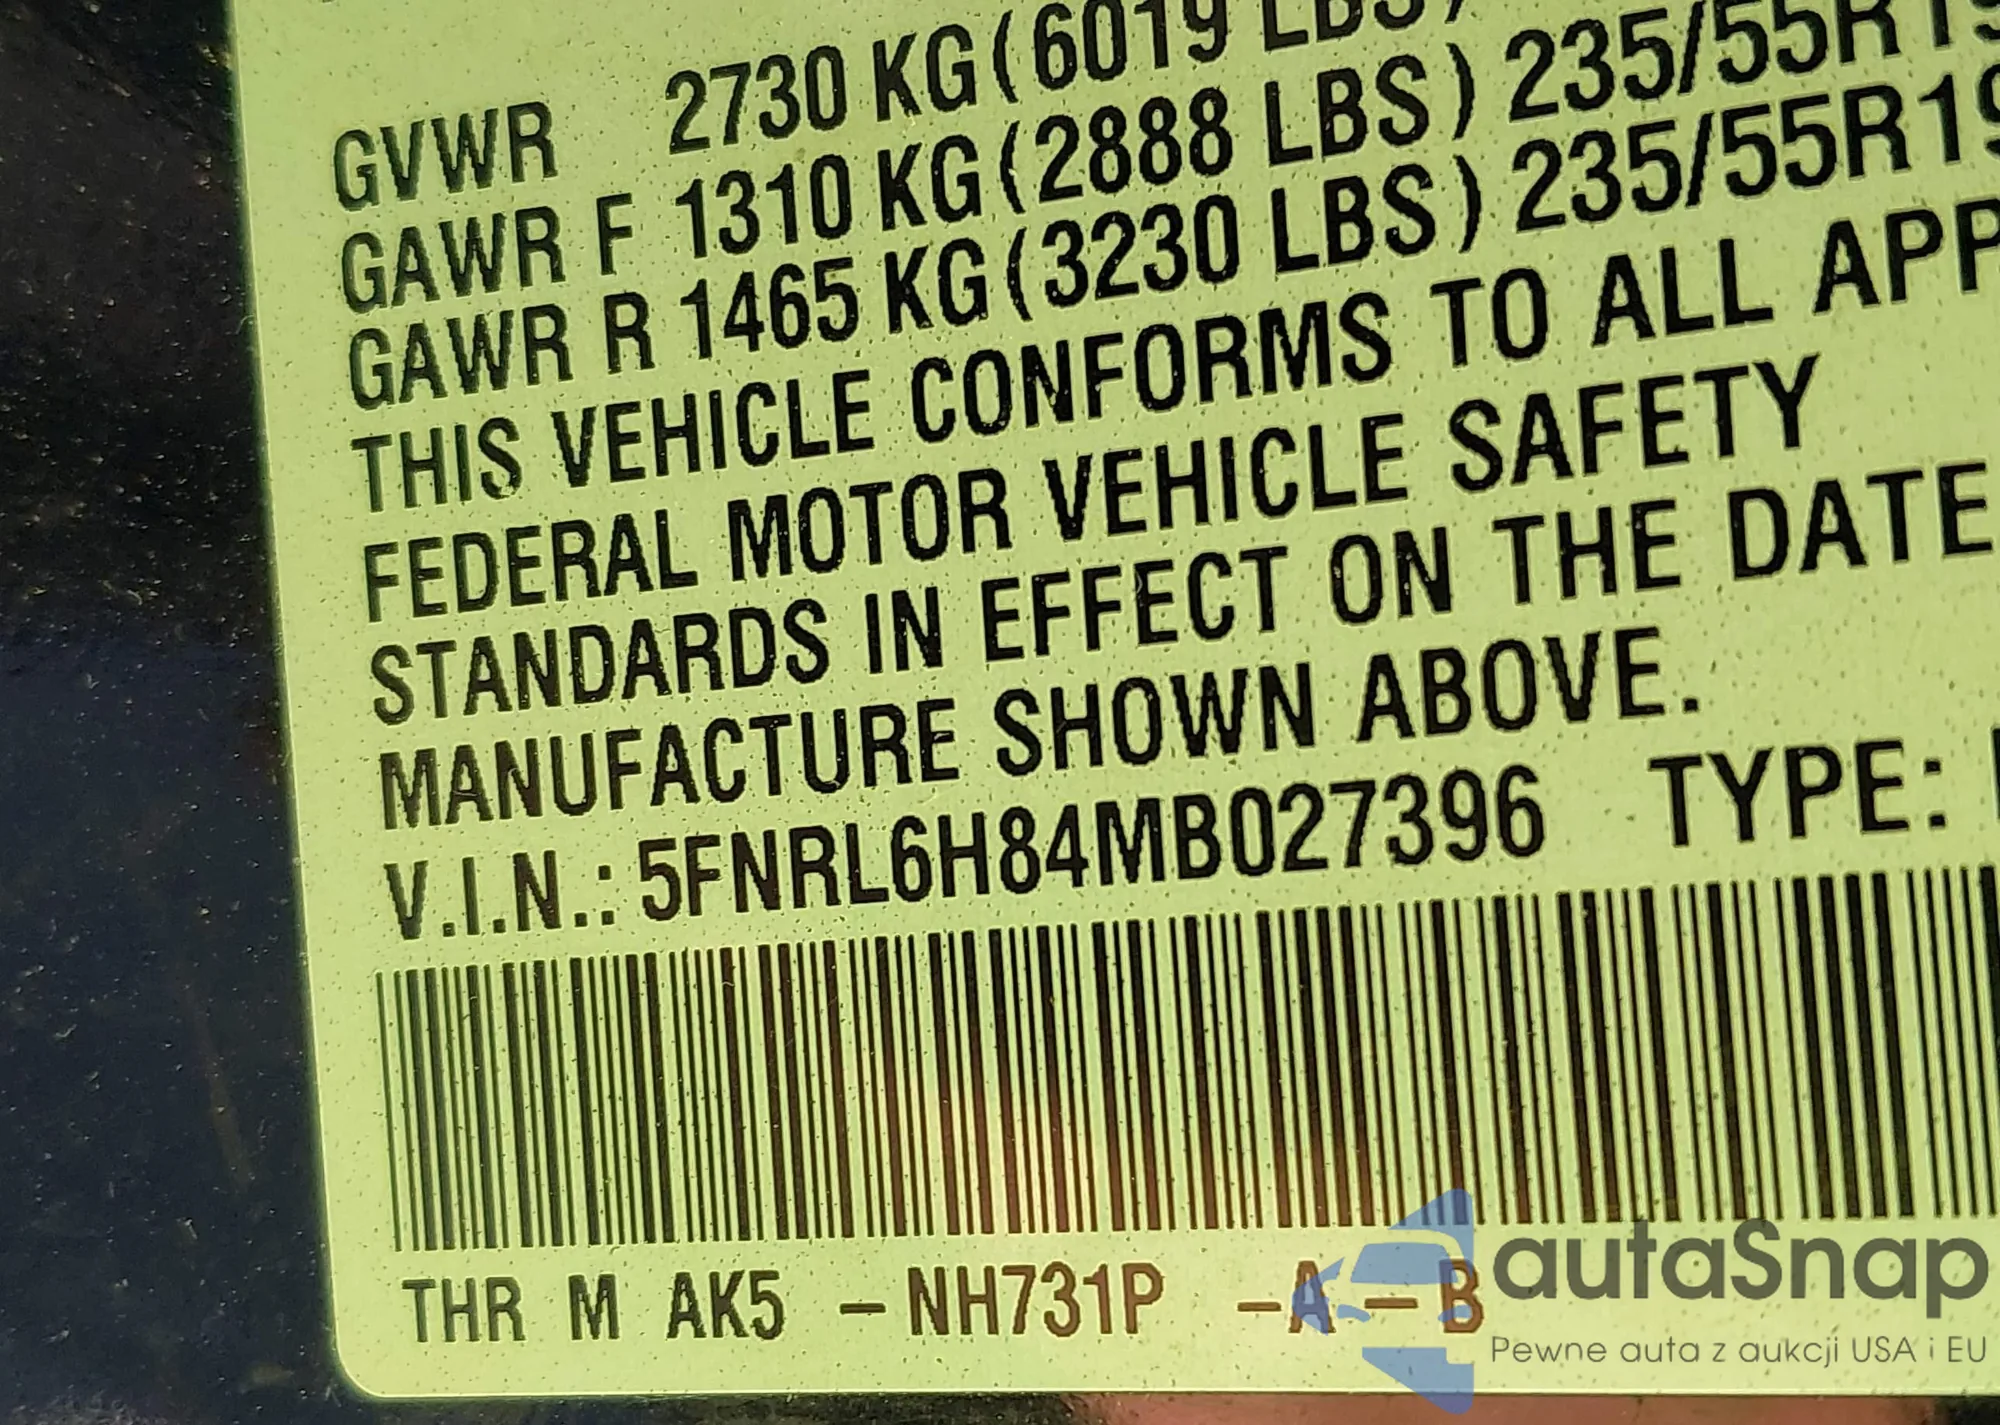 GVWR 2730 KG (6019 LBS)
GAWR F 1310 KG (2888 LBS) 235/55R19
GAWR R 1465 KG (3230 LBS) 235/55R19
THIS VEHICLE CONFORMS TO ALL APP
FEDERAL MOTOR VEHICLE SAFETY
STANDARDS IN EFFECT ON THE DATE
MANUFACTURE SHOWN ABOVE.
V.I.N.: 5FNRL6H84MB027396 TYPE:
THR M AK5 – NH731P – A – B
autaSnap
Pewne auta z aukcji USA i EU